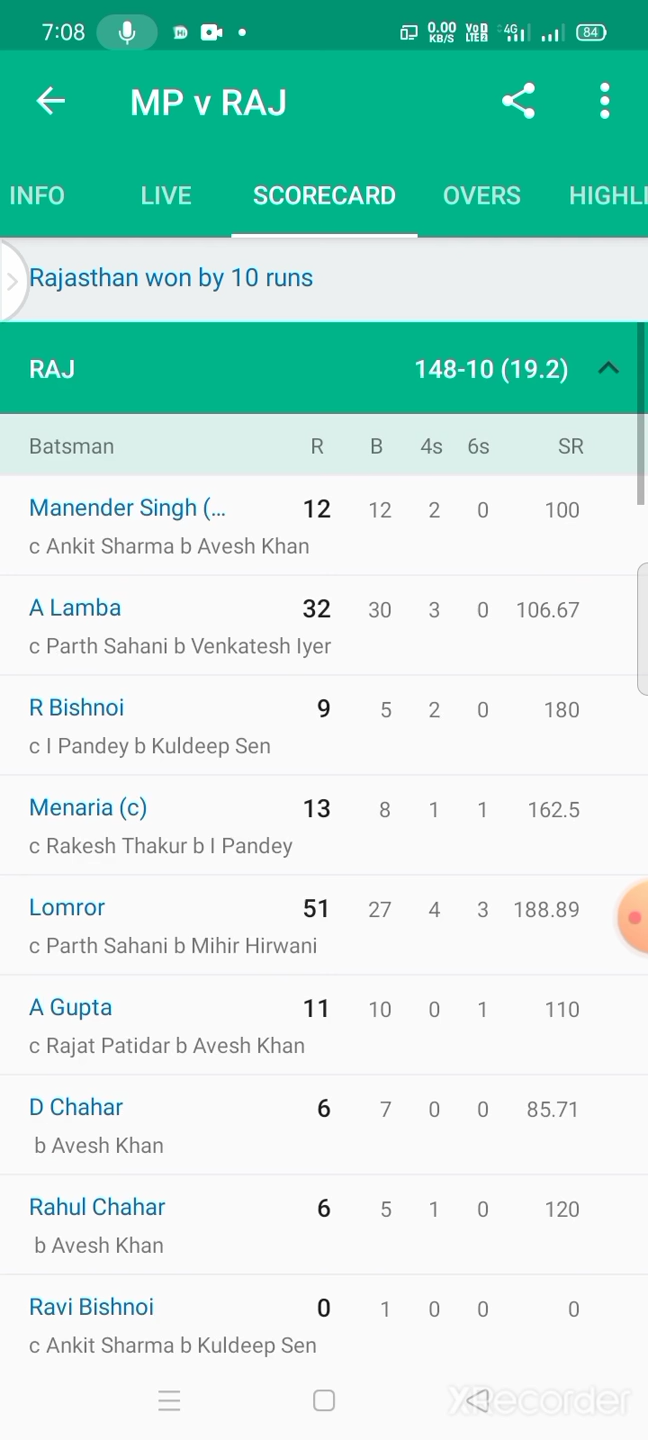 7:08 0.00 KB/S VoD LTE2 4G 84
MP v RAJ
INFO LIVE SCORECARD OVERS HIGHLI
Rajasthan won by 10 runs
RAJ 148-10 (19.2)
Batsman R B 4s 6s SR
Manender Singh (... 12 12 2 0 100
c Ankit Sharma b Avesh Khan
A Lamba 32 30 3 0 106.67
c Parth Sahani b Venkatesh Iyer
R Bishnoi 9 5 2 0 180
c I Pandey b Kuldeep Sen
Menaria (c) 13 8 1 1 162.5
c Rakesh Thakur b I Pandey
Lomror 51 27 4 3 188.89
c Parth Sahani b Mihir Hirwani
A Gupta 11 10 0 1 110
c Rajat Patidar b Avesh Khan
D Chahar 6 7 0 0 85.71
b Avesh Khan
Rahul Chahar 6 5 1 0 120
b Avesh Khan
Ravi Bishnoi 0 1 0 0 0
c Ankit Sharma b Kuldeep Sen
XRecorder